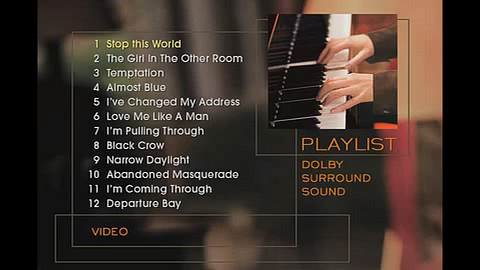 1 Stop this World
2 The Girl in The Other Room
3 Temptation
4 Almost Blue
5 I've Changed My Address
6 Love Me Like A Man
7 I'm Pulling Through
8 Black Crow
9 Narrow Daylight
10 Abandoned Masquerade
11 I'm Coming Through
12 Departure Bay
VIDEO
PLAYLIST
DOLBY
SURROUND
SOUND